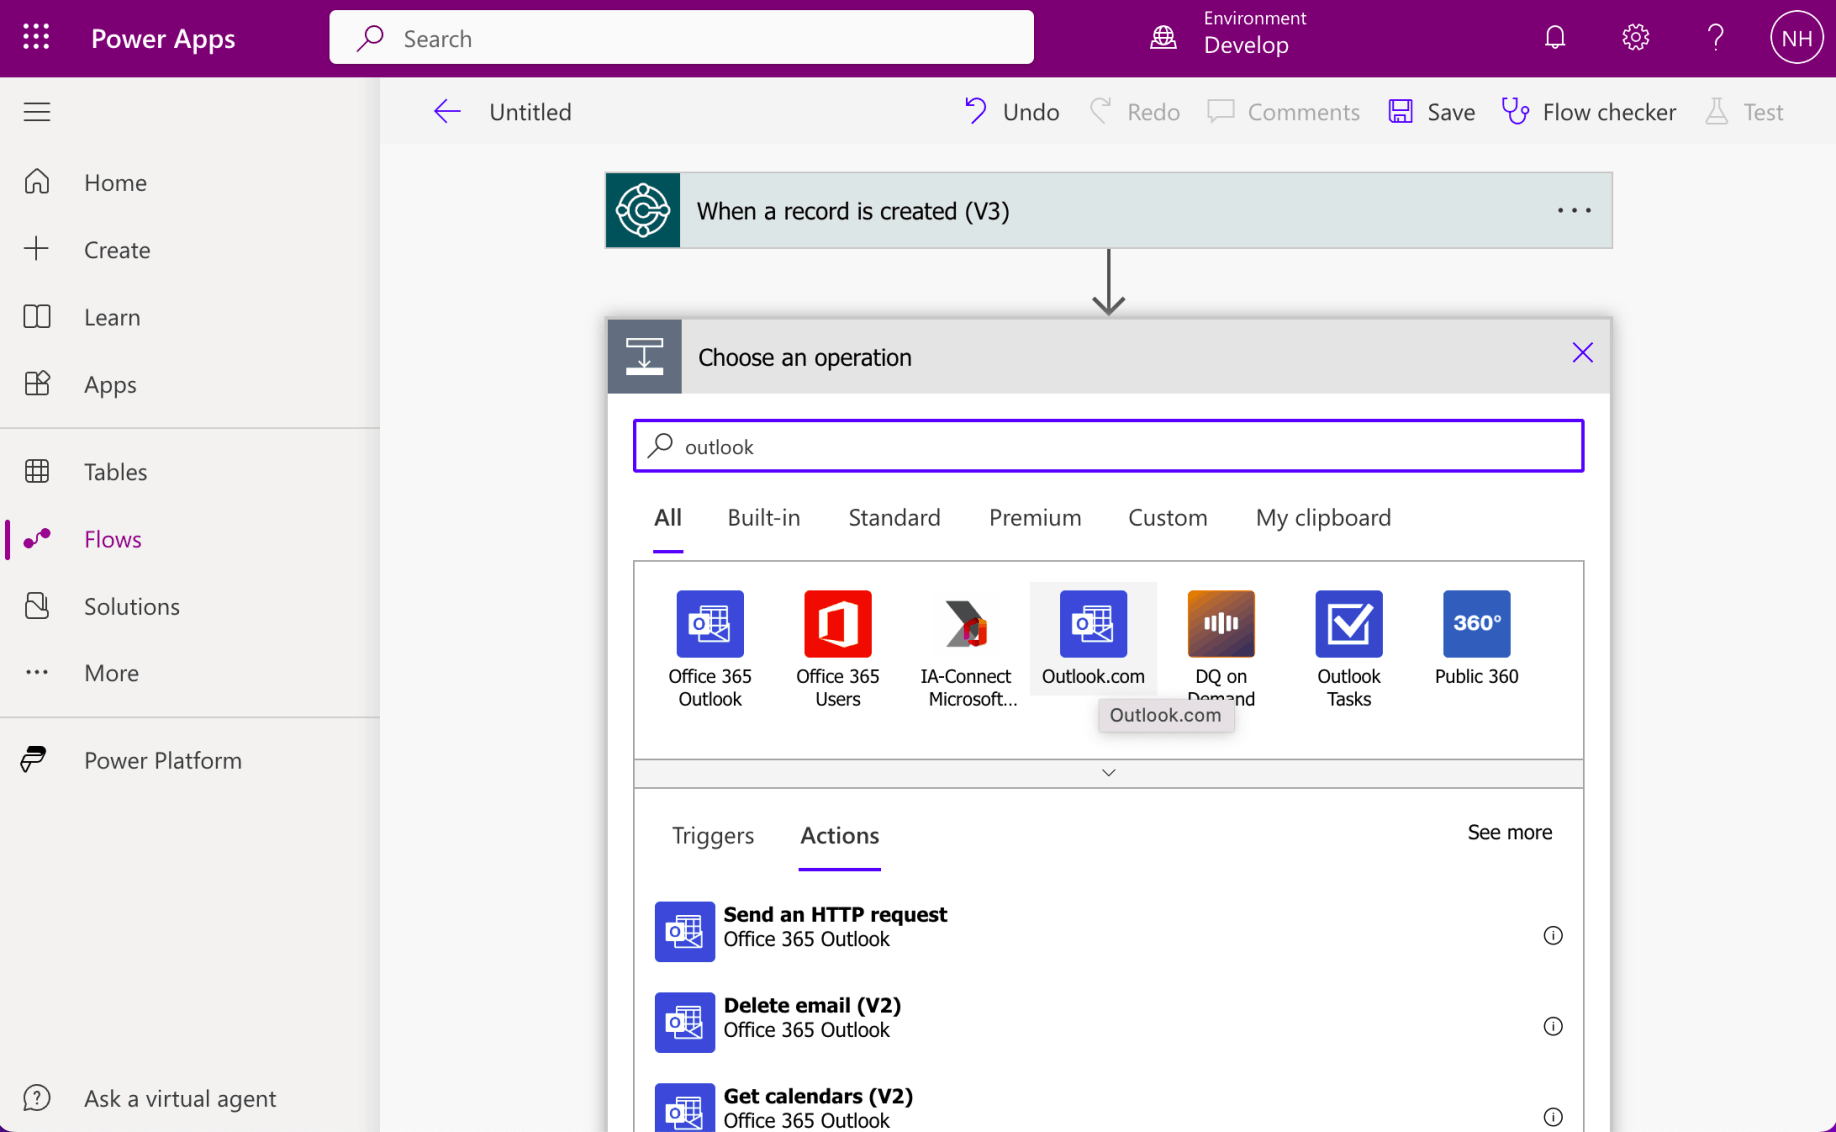 Power Apps
Search
Environment
Develop
?
NH
Untitled
Undo
Redo
Comments
Save
Flow checker
Test
Home
Create
Learn
Apps
Tables
Flows
Solutions
More
Power Platform
Ask a virtual agent
When a record is created (V3)
Choose an operation
outlook
All
Built-in
Standard
Premium
Custom
My clipboard
360°
Office 365
Outlook
Office 365
Users
IA-Connect
Microsoft...
Outlook.com
DQ on
Demand
Outlook
Tasks
Public 360
Outlook.com
Triggers
Actions
See more
Send an HTTP request
Office 365 Outlook
Delete email (V2)
Office 365 Outlook
Get calendars (V2)
Office 365 Outlook